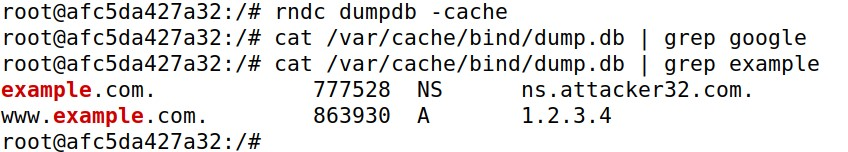 root@afc5da427a32:/# rndc dumpdb -cache
root@afc5da427a32:/# cat /var/cache/bind/dump.db | grep google
root@afc5da427a32:/# cat /var/cache/bind/dump.db | grep example
example.com.            777528  NS      ns.attacker32.com.
www.example.com.        863930  A       1.2.3.4
root@afc5da427a32:/#